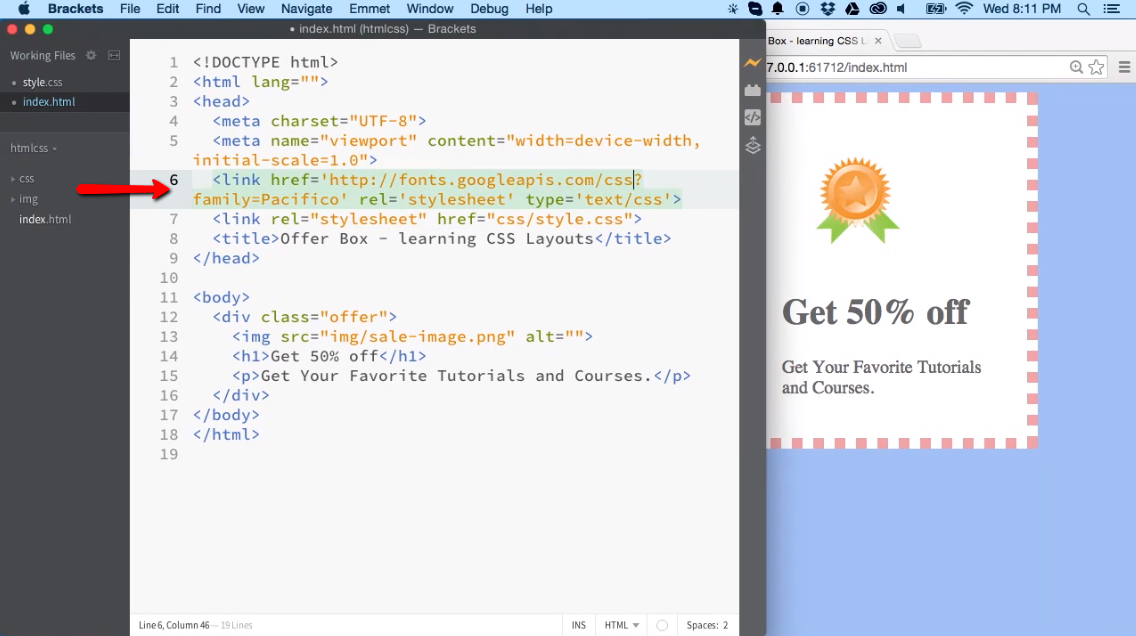 Brackets File Edit Find View Navigate Emmet Window Debug Help Wed 8:11 PM
index.html (htmlcss) — Brackets
Working Files
style.css
index.html
htmlcss
css
img
index.html
1 <!DOCTYPE html>
2 <html lang="">
3 <head>
4 <meta charset="UTF-8">
5 <meta name="viewport" content="width=device-width,
initial-scale=1.0">
6 <link href='http://fonts.googleapis.com/css?
family=Pacifico' rel='stylesheet' type='text/css'>
7 <link rel="stylesheet" href="css/style.css">
8 <title>Offer Box - learning CSS Layouts</title>
9 </head>
10
11 <body>
12 <div class="offer">
13 <img src="img/sale-image.png" alt="">
14 <h1>Get 50% off</h1>
15 <p>Get Your Favorite Tutorials and Courses.</p>
16 </div>
17 </body>
18 </html>
19
Line 6, Column 46 — 19 Lines
INS HTML Spaces: 2
Box - learning CSS L
7.0.0.1:61712/index.html
Get 50% off
Get Your Favorite Tutorials
and Courses.